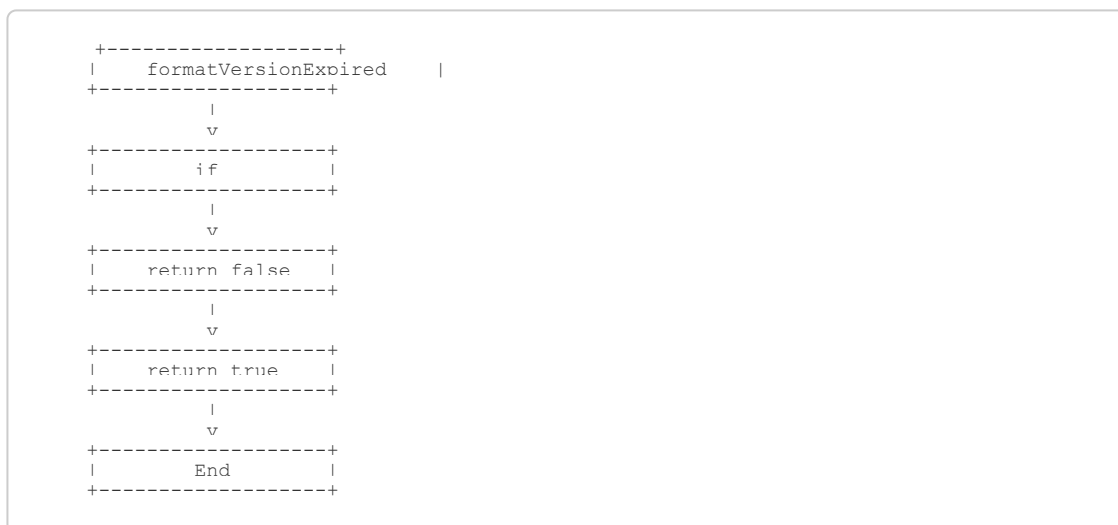 +-------------------+
|    formatVersionExpired    |
+-------------------+
|
v
+-------------------+
|        if         |
+-------------------+
|
v
+-------------------+
|    return false   |
+-------------------+
|
v
+-------------------+
|    return true    |
+-------------------+
|
v
+-------------------+
|        End        |
+-------------------+